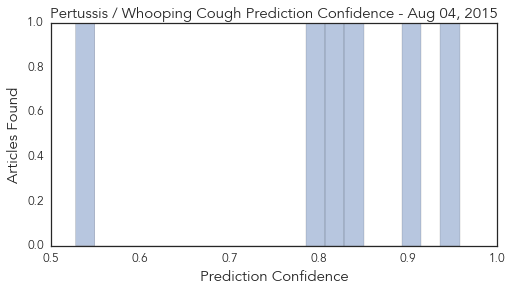 Pertussis / Whooping Cough Prediction Confidence - Aug 04, 2015
1.0
0.8
0.6
0.4
0.2
0.0
Articles Found
0.5 0.6 0.7 0.8 0.9 1.0
Prediction Confidence